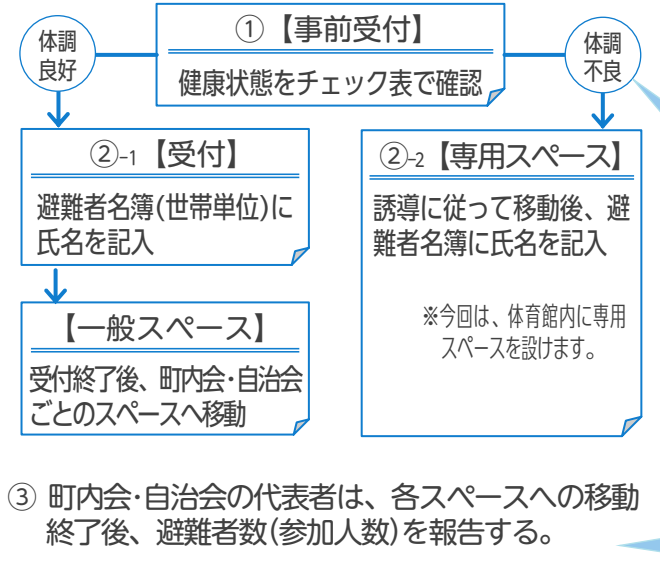 ①【事前受付】
健康状態をチェック表で確認
体調
良好
体調
不良
②-1【受付】
避難者名簿(世帯単位)に
氏名を記入
【一般スペース】
受付終了後、町内会・自治会
ごとのスペースへ移動
②-2【専用スペース】
誘導に従って移動後、避
難者名簿に氏名を記入
※今回は、体育館内に専用
スペースを設けます。
③ 町内会・自治会の代表者は、各スペースへの移動
終了後、避難者数(参加人数)を報告する。